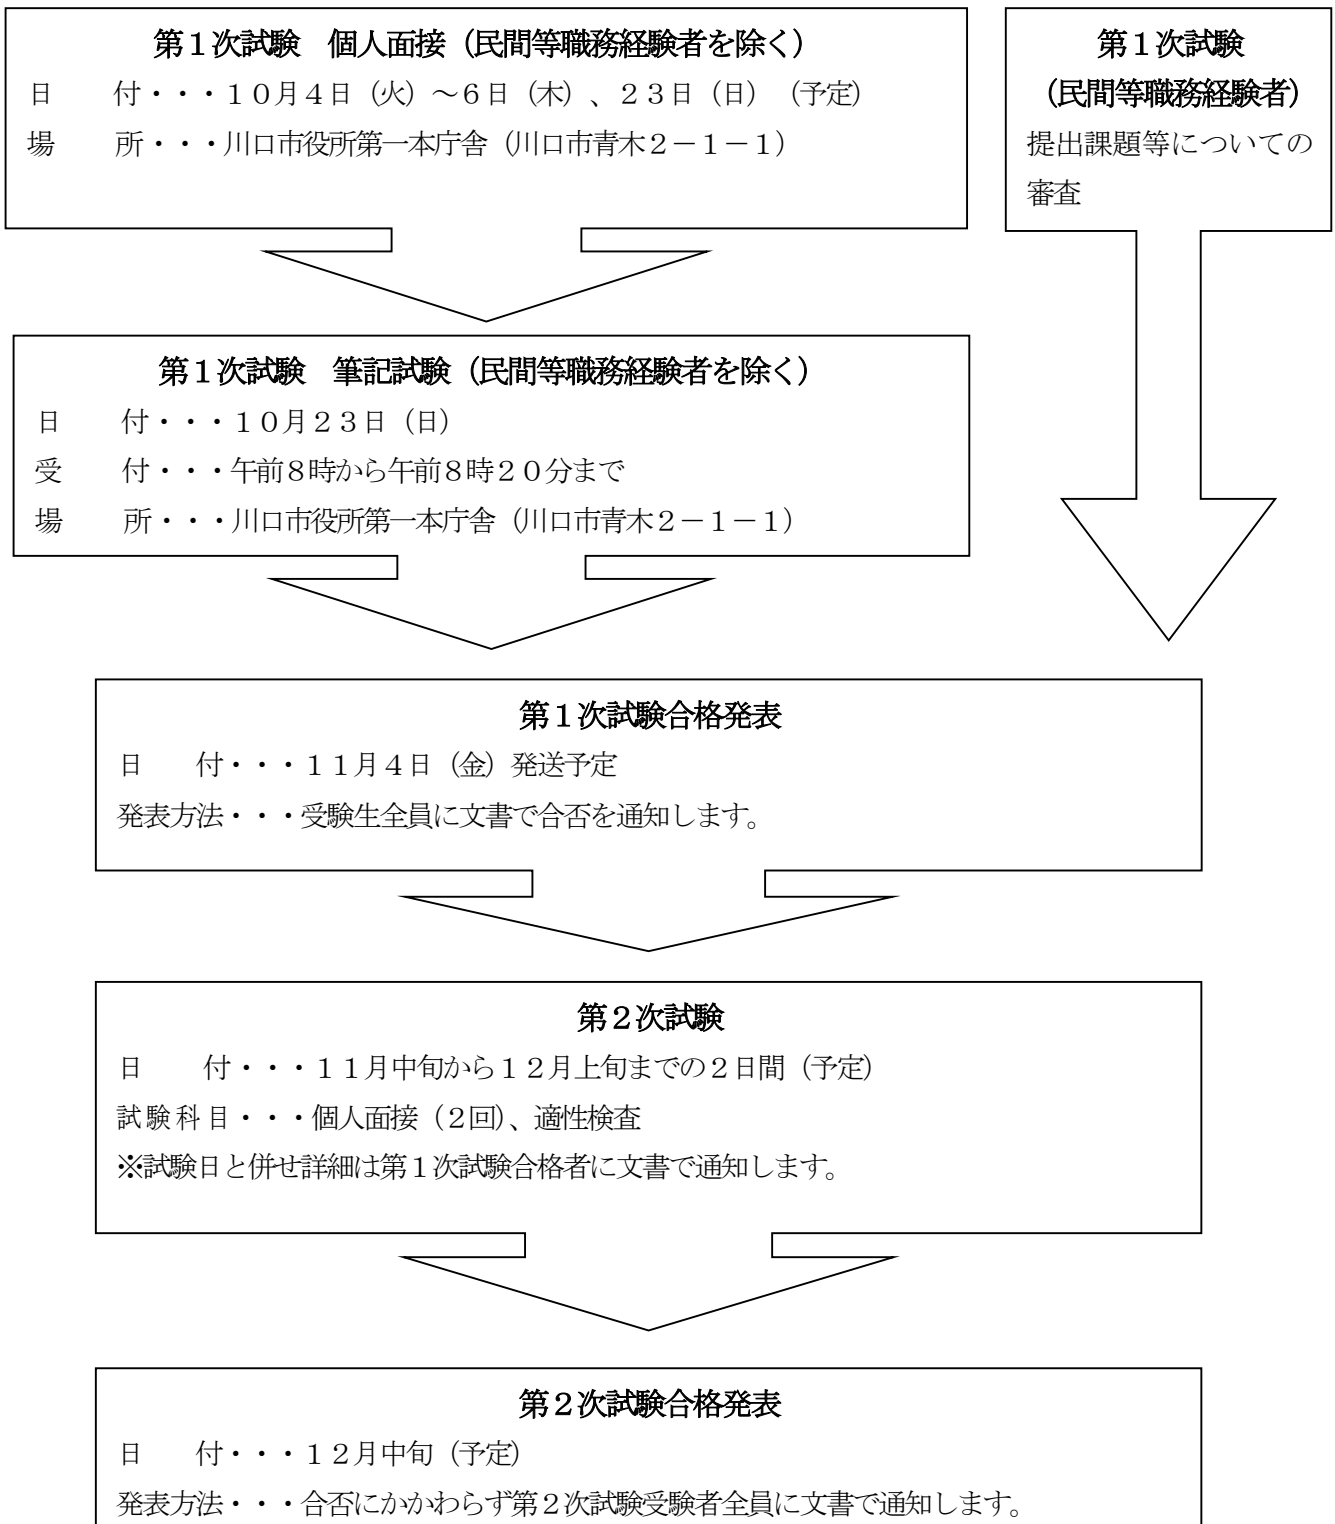 第１次試験　個人面接（民間等職務経験者を除く）
日　　付・・・１０月４日（火）～６日（木）、２３日（日）（予定）
場　　所・・・川口市役所第一本庁舎（川口市青木２－１－１）
第１次試験
（民間等職務経験者）
提出課題等についての
審査
第１次試験　筆記試験（民間等職務経験者を除く）
日　　付・・・１０月２３日（日）
受　　付・・・午前８時から午前８時２０分まで
場　　所・・・川口市役所第一本庁舎（川口市青木２－１－１）
第１次試験合格発表
日　　付・・・１１月４日（金）発送予定
発表方法・・・受験生全員に文書で合否を通知します。
第２次試験
日　　付・・・１１月中旬から１２月上旬までの２日間（予定）
試験科目・・・個人面接（２回）、適性検査
※試験日と併せ詳細は第１次試験合格者に文書で通知します。
第２次試験合格発表
日　　付・・・１２月中旬（予定）
発表方法・・・合否にかかわらず第２次試験受験者全員に文書で通知します。